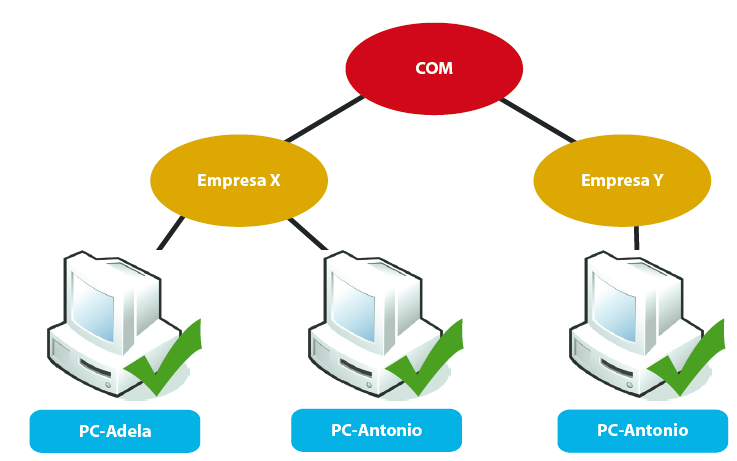 COM
Empresa X
Empresa Y
PC-Adela
PC-Antonio
PC-Antonio